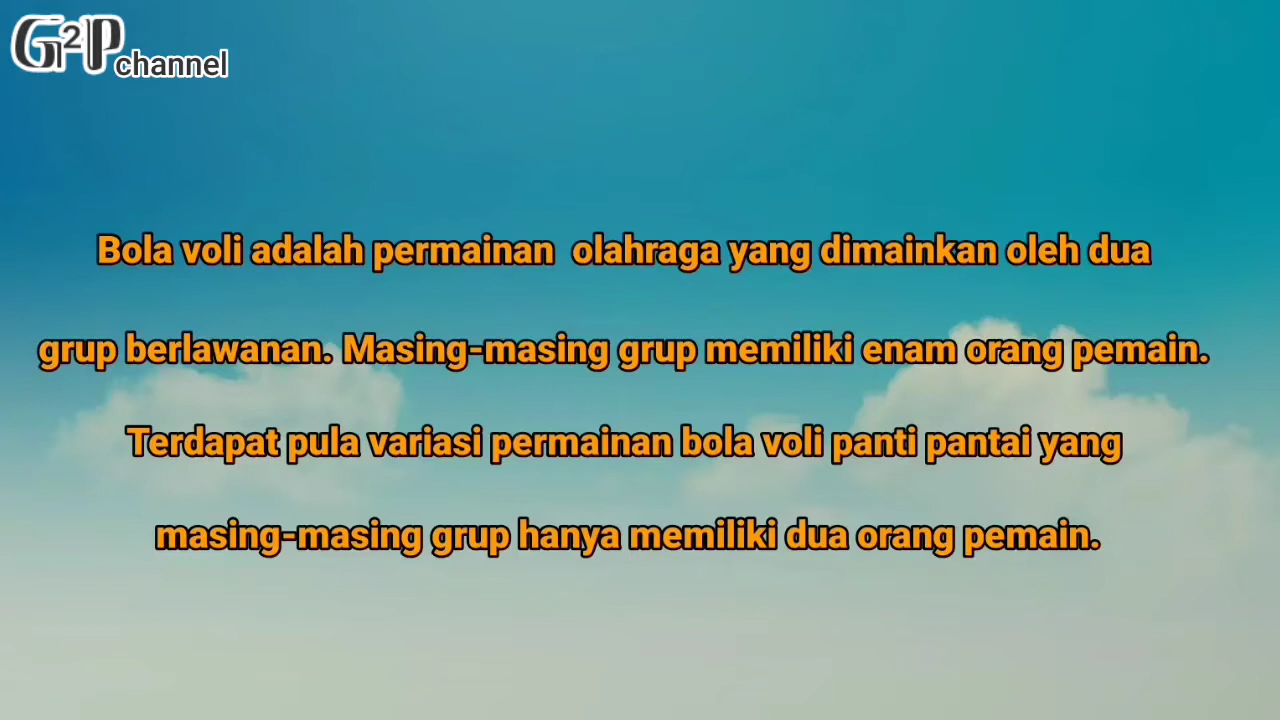 G2P channel
Bola voli adalah permainan olahraga yang dimainkan oleh dua
grup berlawanan. Masing-masing grup memiliki enam orang pemain.
Terdapat pula variasi permainan bola voli panti pantai yang
masing-masing grup hanya memiliki dua orang pemain.